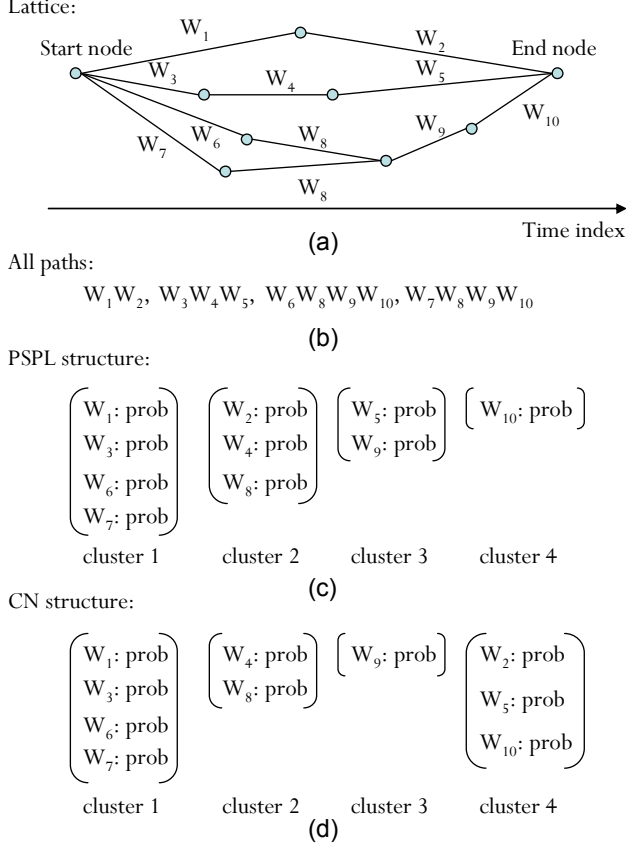 Lattice:
W₁
W₂
Start node
End node
W₃
W₄
W₅
W₆
W₈
W₉
W₁₀
W₇
W₈
Time index
(a)
All paths:
W₁W₂, W₃W₄W₅, W₆W₈W₉W₁₀, W₇W₈W₉W₁₀
(b)
PSPL structure:
W₁: prob W₂: prob W₅: prob W₁₀: prob
W₃: prob W₄: prob W₉: prob
W₆: prob W₈: prob
W₇: prob
cluster 1 cluster 2 cluster 3 cluster 4
(c)
CN structure:
W₁: prob W₄: prob W₉: prob W₂: prob
W₃: prob W₈: prob W₅: prob
W₆: prob W₁₀: prob
W₇: prob
cluster 1 cluster 2 cluster 3 cluster 4
(d)